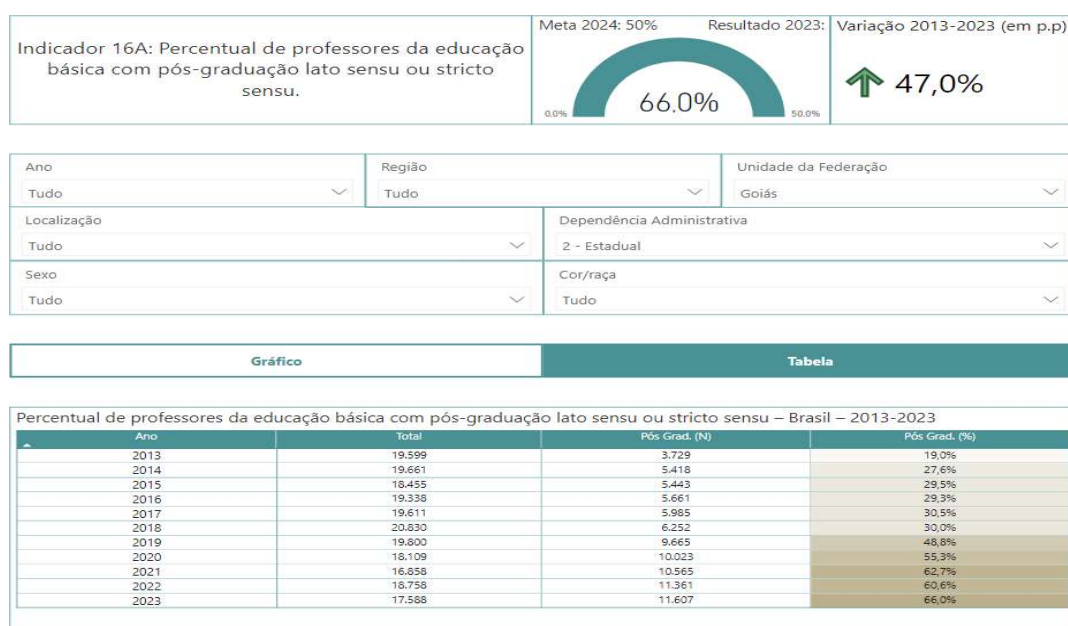 Indicador 16A: Percentual de professores da educação
básica com pós-graduação lato sensu ou stricto
sensu.
Meta 2024: 50% Resultado 2023:
66.0%
0.0% 50.0%
Variação 2013-2023 (em p.p)
47,0%
Ano Região Unidade da Federação
Tudo Tudo Goiás
Localização Dependência Administrativa
Tudo 2 - Estadual
Sexo Cor/raça
Tudo Tudo
Gráfico Tabela
Percentual de professores da educação básica com pós-graduação lato sensu ou stricto sensu – Brasil – 2013-2023
Ano Total Pós Grad. (N) Pós Grad. (%)
2013 19.599 3.729 19,0%
2014 19.661 5.418 27,6%
2015 18.455 5.443 29,5%
2016 19.338 5.661 29,3%
2017 19.611 5.985 30,5%
2018 20.830 6.252 30,0%
2019 19.800 9.665 48,8%
2020 18.109 10.023 55,3%
2021 16.858 10.565 62,7%
2022 18.758 11.361 60,6%
2023 17.588 11.607 66,0%